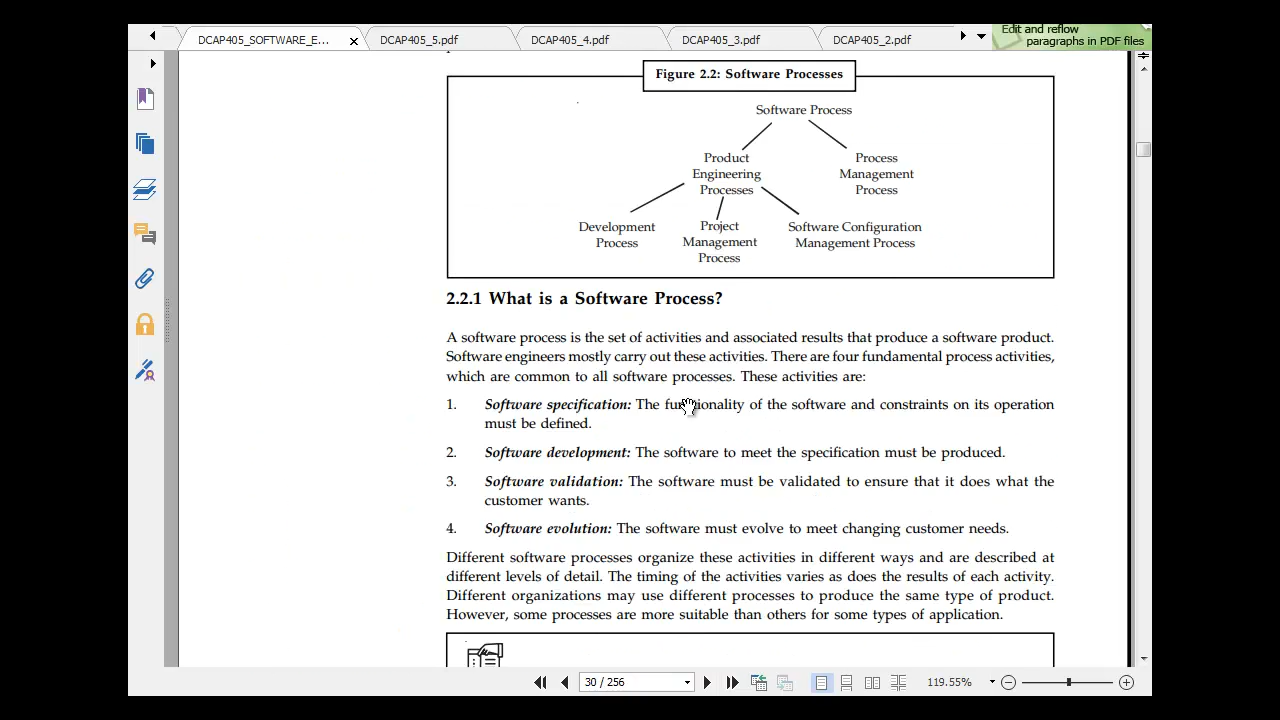 Edit and reflow
paragraphs in PDF files
DCAP405_SOFTWARE_E...
DCAP405_5.pdf
DCAP405_4.pdf
DCAP405_3.pdf
DCAP405_2.pdf
Figure 2.2: Software Processes
Software Process
Product
Engineering
Processes
Process
Management
Process
Development
Process
Project
Management
Process
Software Configuration
Management Process
2.2.1 What is a Software Process?
A software process is the set of activities and associated results that produce a software product.
Software engineers mostly carry out these activities. There are four fundamental process activities,
which are common to all software processes. These activities are:
1. Software specification: The functionality of the software and constraints on its operation
must be defined.
2. Software development: The software to meet the specification must be produced.
3. Software validation: The software must be validated to ensure that it does what the
customer wants.
4. Software evolution: The software must evolve to meet changing customer needs.
Different software processes organize these activities in different ways and are described at
different levels of detail. The timing of the activities varies as does the results of each activity.
Different organizations may use different processes to produce the same type of product.
However, some processes are more suitable than others for some types of application.
30 / 256
119.55%